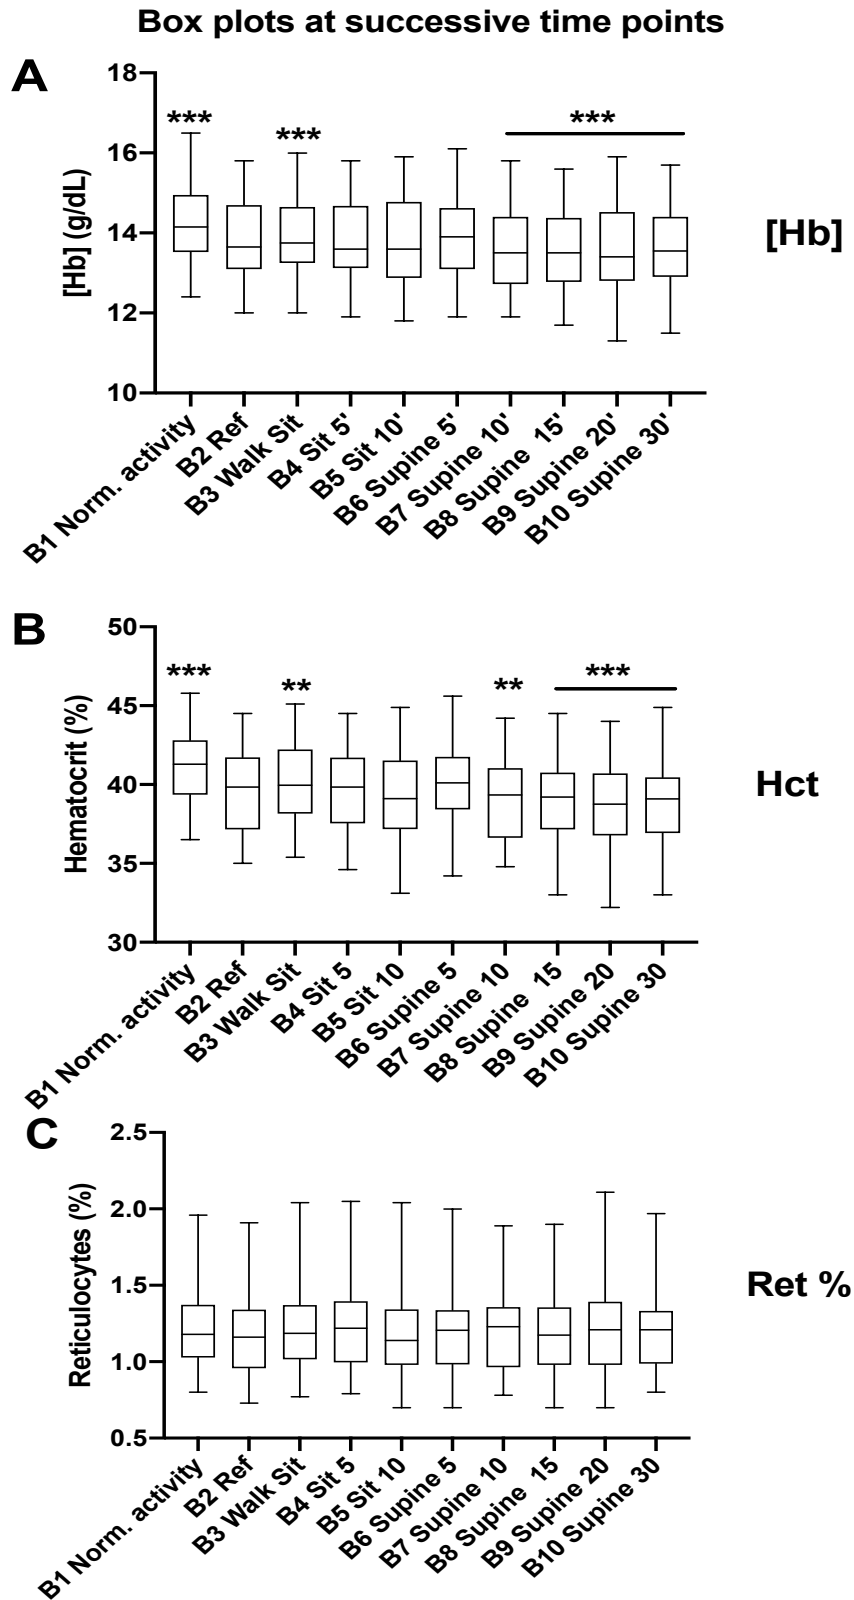 Box plots at successive time points
A
18
16
14
12
10
[Hb] (g/dL)
***
***
***
[Hb]
B1 Norm. activity
B2 Ref
B3 Walk Sit
B4 Sit 5'
B5 Sit 10'
B6 Supine 5'
B7 Supine 10'
B8 Supine  15'
B9 Supine 20'
B10 Supine 30'
B
50
45
40
35
30
Hematocrit (%)
***
**
**
***
Hct
B1 Norm. activity
B2 Ref
B3 Walk Sit
B4 Sit 5
B5 Sit 10
B6 Supine 5
B7 Supine 10
B8 Supine  15
B9 Supine 20
B10 Supine 30
C
2.5
2.0
1.5
1.0
0.5
Reticulocytes (%)
Ret %
B1 Norm. activity
B2 Ref
B3 Walk Sit
B4 Sit 5
B5 Sit 10
B6 Supine 5
B7 Supine 10
B8 Supine  15
B9 Supine 20
B10 Supine 30